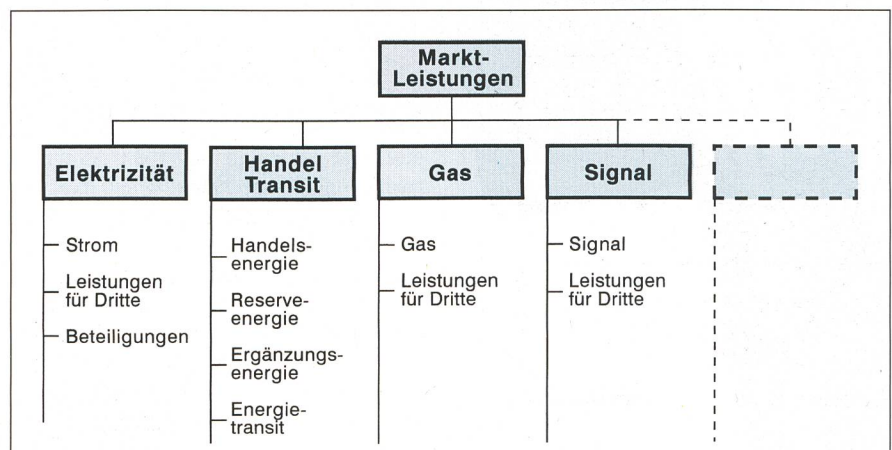 Markt-
Leistungen
Elektrizität
Handel
Transit
Gas
Signal
Strom
Leistungen
für Dritte
Beteiligungen
Handels-
energie
Reserve-
energie
Ergänzungs-
energie
Energie-
transit
Gas
Leistungen
für Dritte
Signal
Leistungen
für Dritte